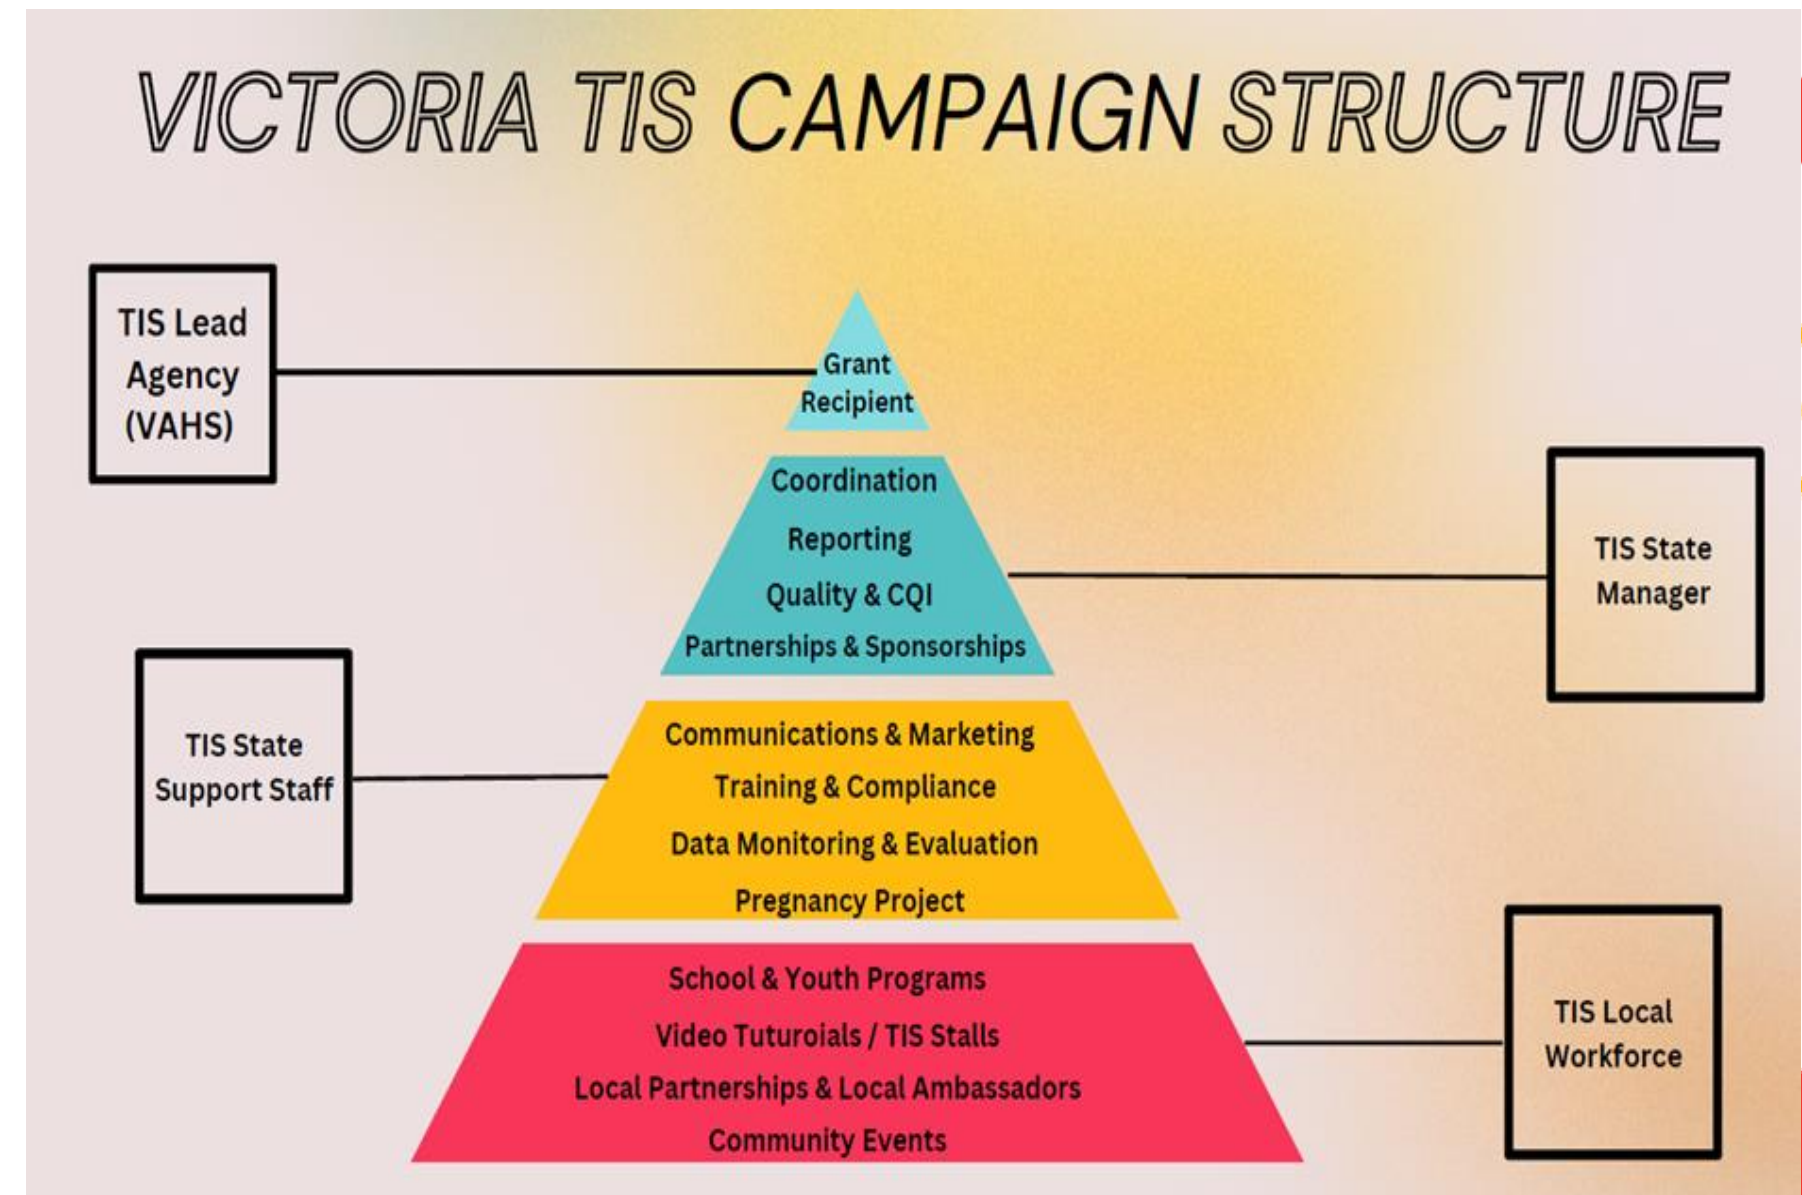 VICTORIA TIS CAMPAIGN STRUCTURE
TIS Lead
Agency
(VAHS)
Grant
Recipient
Coordination
Reporting
Quality & CQI
Partnerships & Sponsorships
TIS State
Manager
TIS State
Support Staff
Communications & Marketing
Training & Compliance
Data Monitoring & Evaluation
Pregnancy Project
School & Youth Programs
Video Tuturoials / TIS Stalls
Local Partnerships & Local Ambassadors
Community Events
TIS Local
Workforce